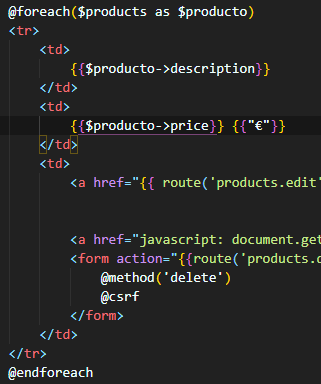 @foreach($products as $producto)
<tr>
<td>
{{$producto->description}}
</td>
<td>
{{$producto->price}} {{"€"}}
</td>
<td>
<a href="{{ route('products.edit'
<a href="javascript: document.get
<form action="{{route('products.d
@method('delete')
@csrf
</form>
</td>
</tr>
@endforeach